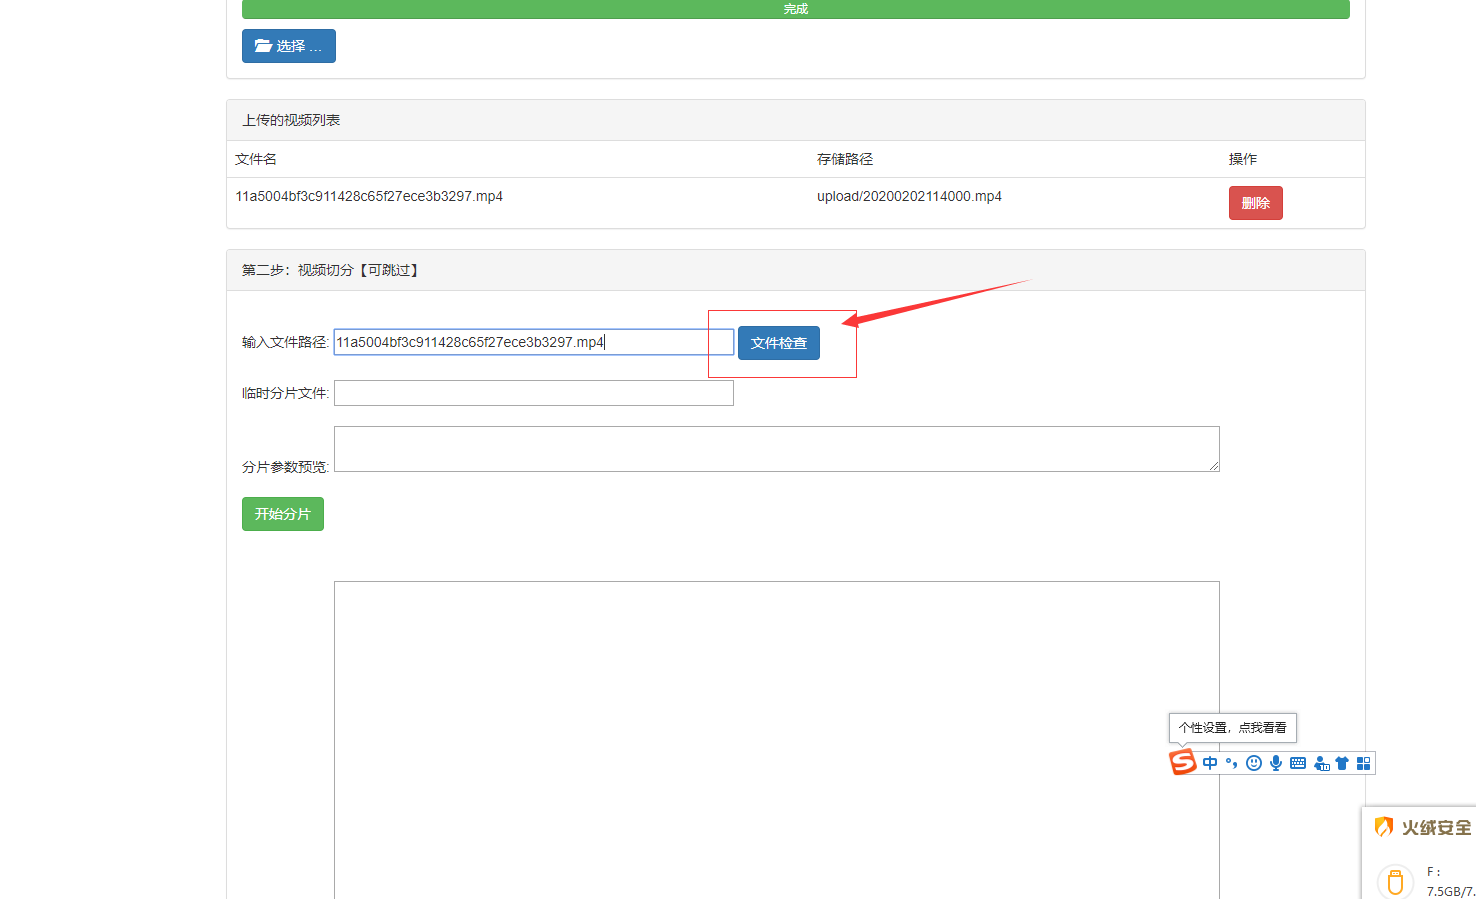 完成
选择 ...
上传的视频列表
文件名 存储路径 操作
11a5004bf3c911428c65f27ece3b3297.mp4 upload/20200202114000.mp4 删除
第二步：视频切分【可跳过】
输入文件路径: 11a5004bf3c911428c65f27ece3b3297.mp4 文件检查
临时分片文件:
分片参数预览:
开始分片
个性设置，点我看看
S 中 °，
火绒安全
F :
7.5GB/7.